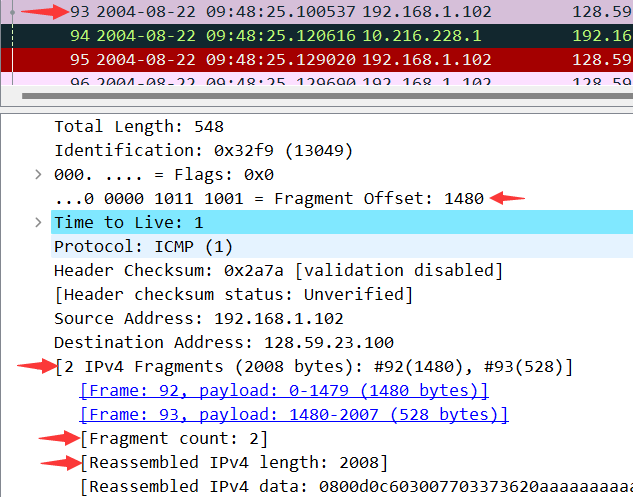 93 2004-08-22 09:48:25.100537 192.168.1.102 128.59
94 2004-08-22 09:48:25.120616 10.216.228.1 192.16
95 2004-08-22 09:48:25.129020 192.168.1.102 128.59
96 2004-08-22 09:48:25.129690 192.168.1.102 128.59
Total Length: 548
Identification: 0x32f9 (13049)
000. .... = Flags: 0x0
...0 0000 1011 1001 = Fragment Offset: 1480
Time to Live: 1
Protocol: ICMP (1)
Header Checksum: 0x2a7a [validation disabled]
[Header checksum status: Unverified]
Source Address: 192.168.1.102
Destination Address: 128.59.23.100
[2 IPv4 Fragments (2008 bytes): #92(1480), #93(528)]
[Frame: 92, payload: 0-1479 (1480 bytes)]
[Frame: 93, payload: 1480-2007 (528 bytes)]
[Fragment count: 2]
[Reassembled IPv4 length: 2008]
[Reassembled IPv4 data: 0800d0c603007703373620aaaaaaaaaa